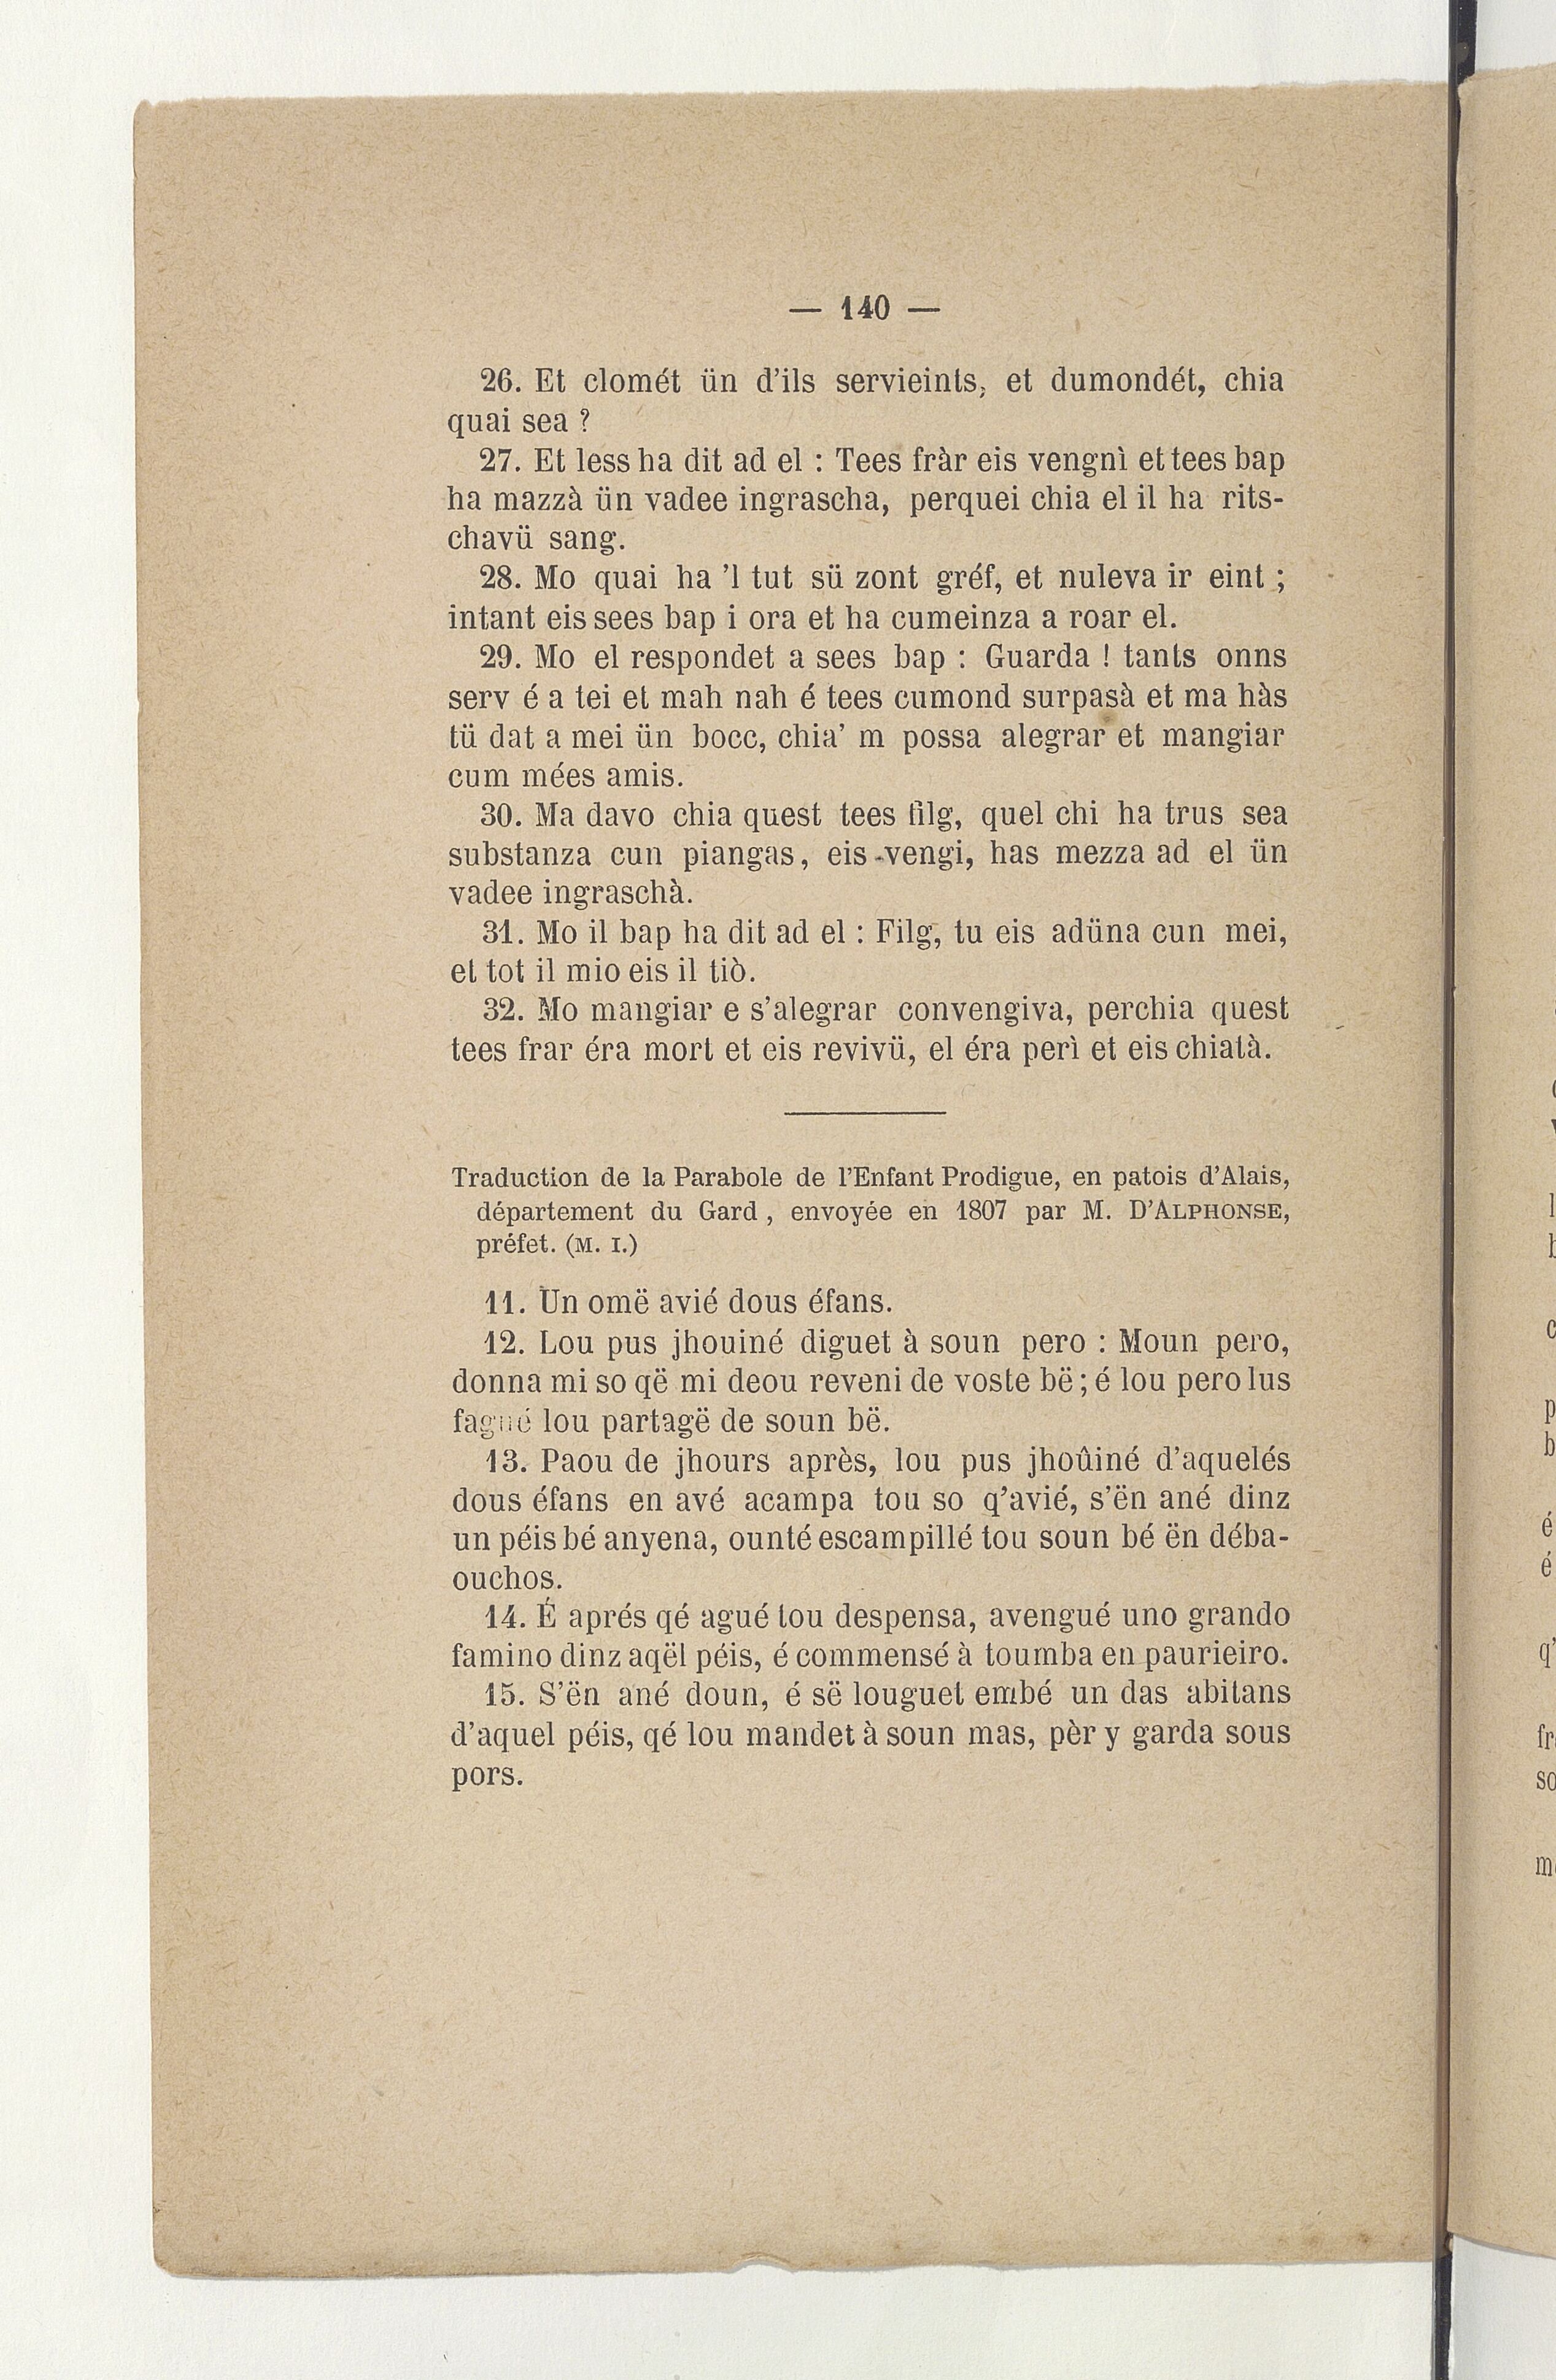 — 140 —
26. Et clomét ün d'ils servieints, et dumondét, chia
quai sea ?
27. Et less ha dit ad el : Tees fràr eis vengnì et tees bap
ha mazzà ün vadee ingrascha, perquei chia el il ha rits-
chavü sang.
28. Mo quai ha 'l tut sü zont gréf, et nuleva ir eint ;
intant eis sees bap i ora et ha cumeinza a roar el.
29. Mo el respondet a sees bap : Guarda ! tants onns
serv é a tei et mah nah é tees cumond surpasà et ma hàs
tü dat a mei ün bocc, chia' m possa alegrar et mangiar
cum mées amis.
30. Ma davo chia quest tees filg, quel chi ha trus sea
substanza cun piangas, eis vengi, has mezza ad el ün
vadee ingraschà.
31. Mo il bap ha dit ad el : Filg, tu eis adüna cun mei,
et tot il mio eis il tiò.
32. Mo mangiar e s'alegrar convengiva, perchia quest
tees frar éra mort et eis revivü, el éra perì et eis chiatà.
Traduction de la Parabole de l'Enfant Prodigue, en patois d'Alais,
département du Gard, envoyée en 1807 par M. D'ALPHONSE,
préfet. (M. I.)
11. Un omë avié dous éfans.
12. Lou pus jhouiné diguet à soun pero : Moun pero,
donna mi so që mi deou reveni de voste bë ; é lou pero lus
fagué lou partagë de soun bë.
13. Paou de jhours après, lou pus jhoûiné d'aquelés
dous éfans en avé acampa tou so q'avié, s'ën ané dinz
un péis bé anyena, ounté escampillé tou soun bé ën déba-
ouchos.
14. É aprés qé agué tou despensa, avengué uno grando
famino dinz aqël péis, é commensé à toumba en paurieiro.
15. S'ën ané doun, é së louguet embé un das abitans
d'aquel péis, qé lou mandet à soun mas, pèr y garda sous
pors.